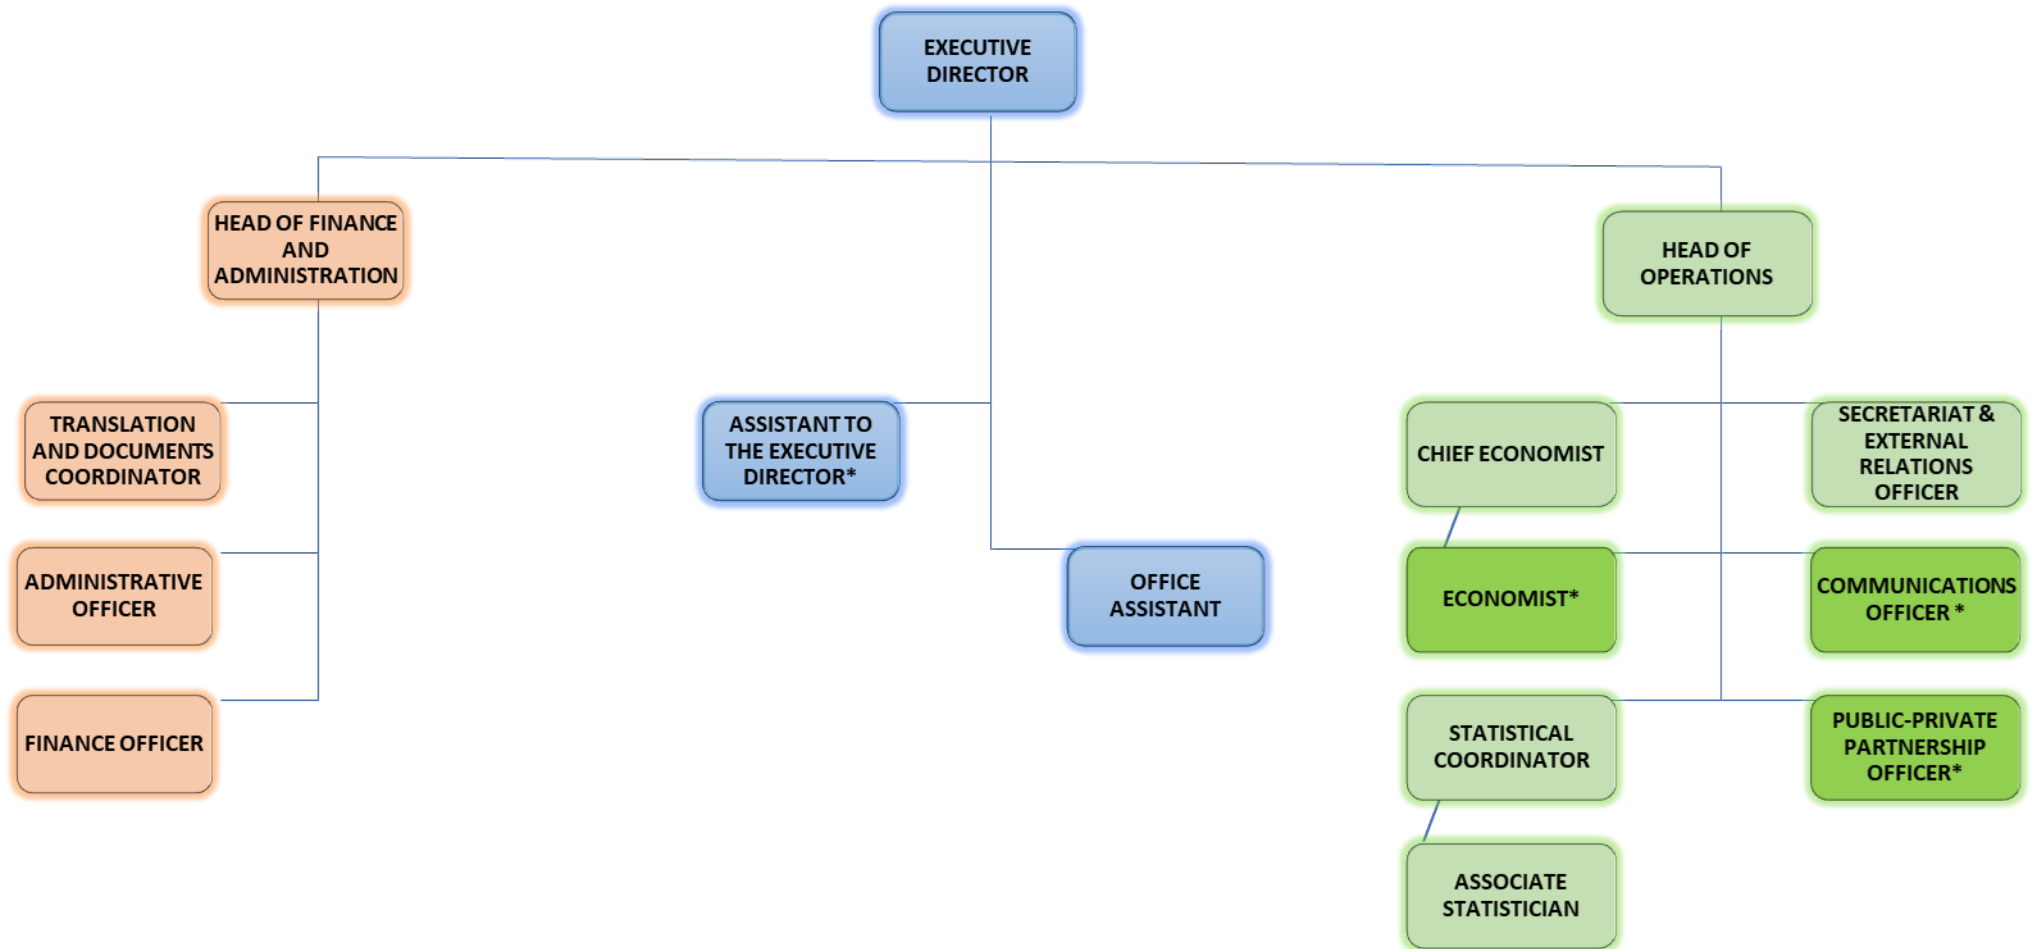 EXECUTIVE
DIRECTOR
HEAD OF FINANCE
AND
ADMINISTRATION
HEAD OF
OPERATIONS
TRANSLATION
AND DOCUMENTS
COORDINATOR
ASSISTANT TO
THE EXECUTIVE
DIRECTOR*
CHIEF ECONOMIST
SECRETARIAT &
EXTERNAL
RELATIONS
OFFICER
ADMINISTRATIVE
OFFICER
OFFICE
ASSISTANT
ECONOMIST*
COMMUNICATIONS
OFFICER *
FINANCE OFFICER
STATISTICAL
COORDINATOR
PUBLIC-PRIVATE
PARTNERSHIP
OFFICER*
ASSOCIATE
STATISTICIAN